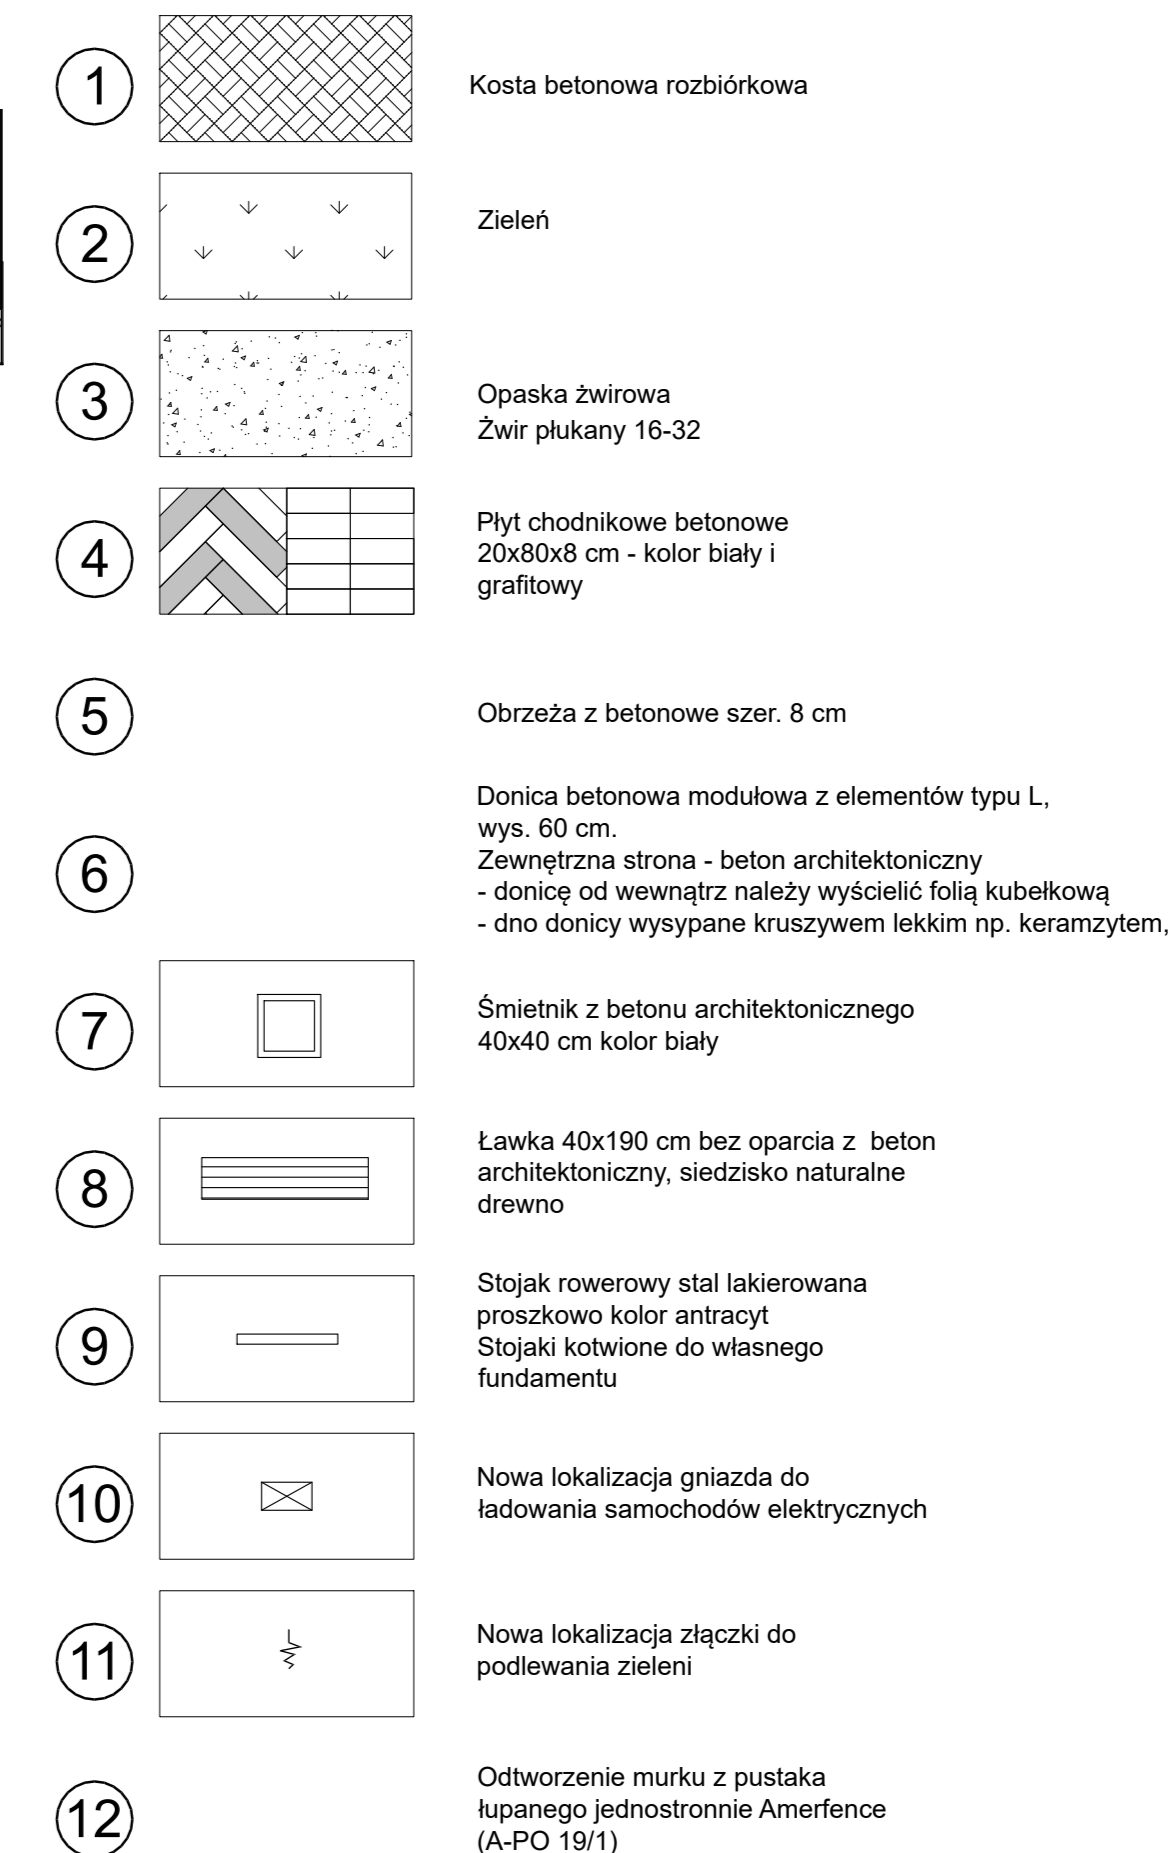 1
Kosta betonowa rozbiórkowa
2
Zieleń
3
Opaska żwirowa
Żwir płukany 16-32
4
Płyt chodnikowe betonowe
20x80x8 cm - kolor biały i
grafitowy
5
Obrzeża z betonowe szer. 8 cm
6
Donica betonowa modułowa z elementów typu L,
wys. 60 cm.
Zewnętrzna strona - beton architektoniczny
- donicę od wewnątrz należy wyścielić folią kubełkową
- dno donicy wysypane kruszywem lekkim np. keramzytem,
7
Śmietnik z betonu architektonicznego
40x40 cm kolor biały
8
Ławka 40x190 cm bez oparcia z  beton
architektoniczny, siedzisko naturalne
drewno
9
Stojak rowerowy stal lakierowana
proszkowo kolor antracyt
Stojaki kotwione do własnego
fundamentu
10
Nowa lokalizacja gniazda do
ładowania samochodów elektrycznych
11
Nowa lokalizacja złączki do
podlewania zieleni
12
Odtworzenie murku z pustaka
łupanego jednostronnie Amerfence
(A-PO 19/1)